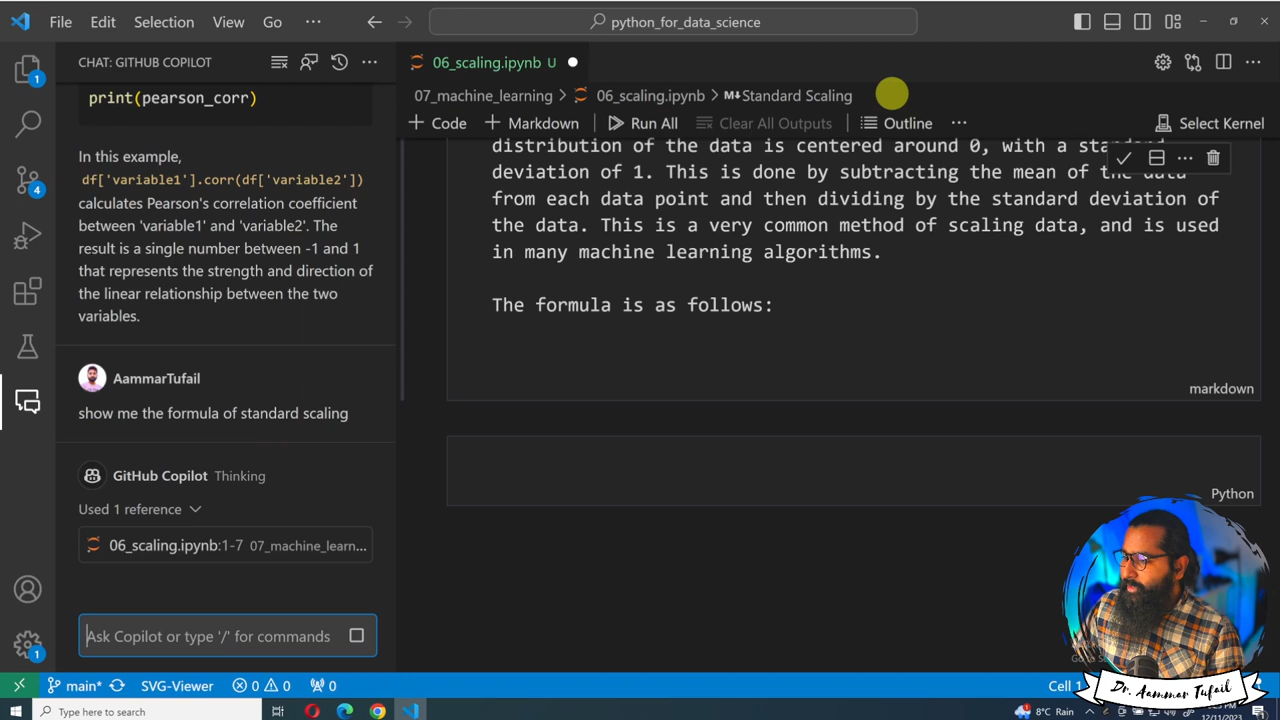 File Edit Selection View Go ··· python_for_data_science
CHAT: GITHUB COPILOT
06_scaling.ipynb U
1
print(pearson_corr)
07_machine_learning > 06_scaling.ipynb > M↓Standard Scaling
+ Code + Markdown Run All Clear All Outputs Outline ··· Select Kernel
In this example,
df['variable1'].corr(df['variable2'])
calculates Pearson's correlation coefficient
between 'variable1' and 'variable2'. The
result is a single number between -1 and 1
that represents the strength and direction of
the linear relationship between the two
variables.
4
AammarTufail
show me the formula of standard scaling
GitHub Copilot Thinking
Used 1 reference
06_scaling.ipynb:1-7 07_machine_learn...
Ask Copilot or type '/' for commands
1
distribution of the data is centered around 0, with a
deviation of 1. This is done by subtracting the mean of the data
from each data point and then dividing by the standard deviation of
the data. This is a very common method of scaling data, and is used
in many machine learning algorithms.
The formula is as follows:
markdown
Python
main* SVG-Viewer 0 0 0 Cell 1
Dr. Aammar Tufail
Type here to search
8°C Rain
12/11/2023